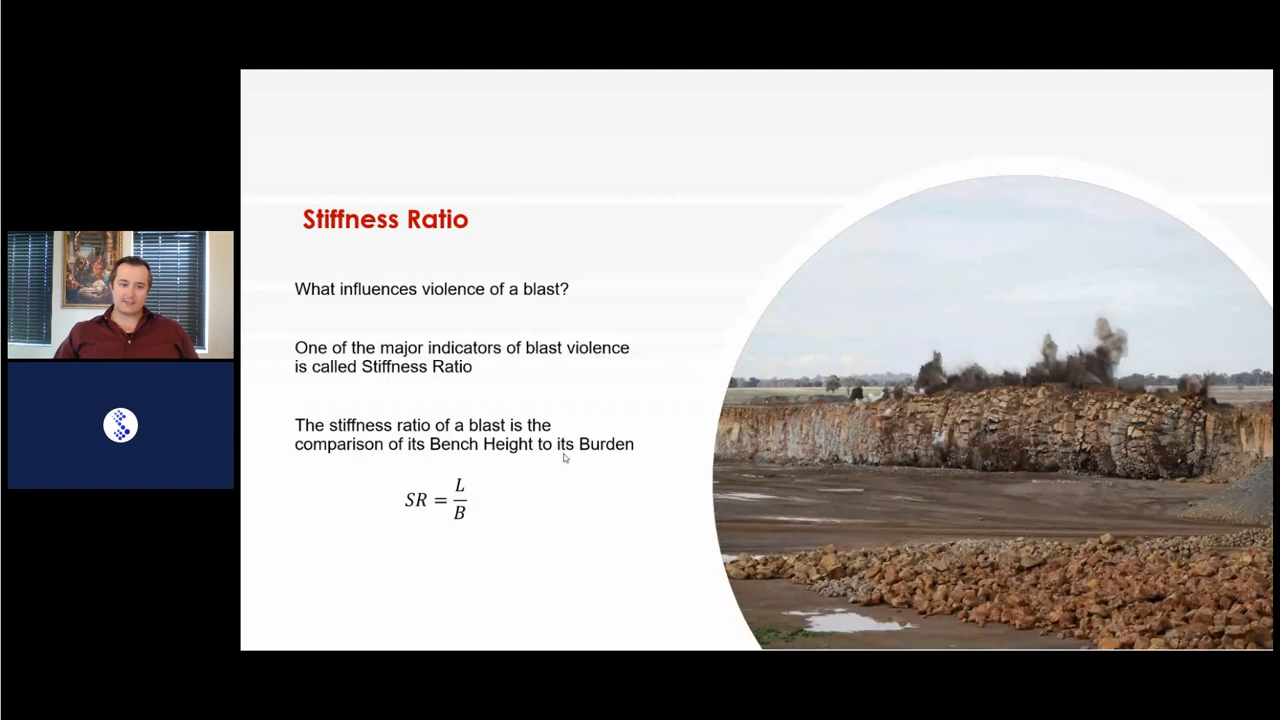 Stiffness Ratio
What influences violence of a blast?
One of the major indicators of blast violence
is called Stiffness Ratio
The stiffness ratio of a blast is the
comparison of its Bench Height to its Burden
SR = L/B